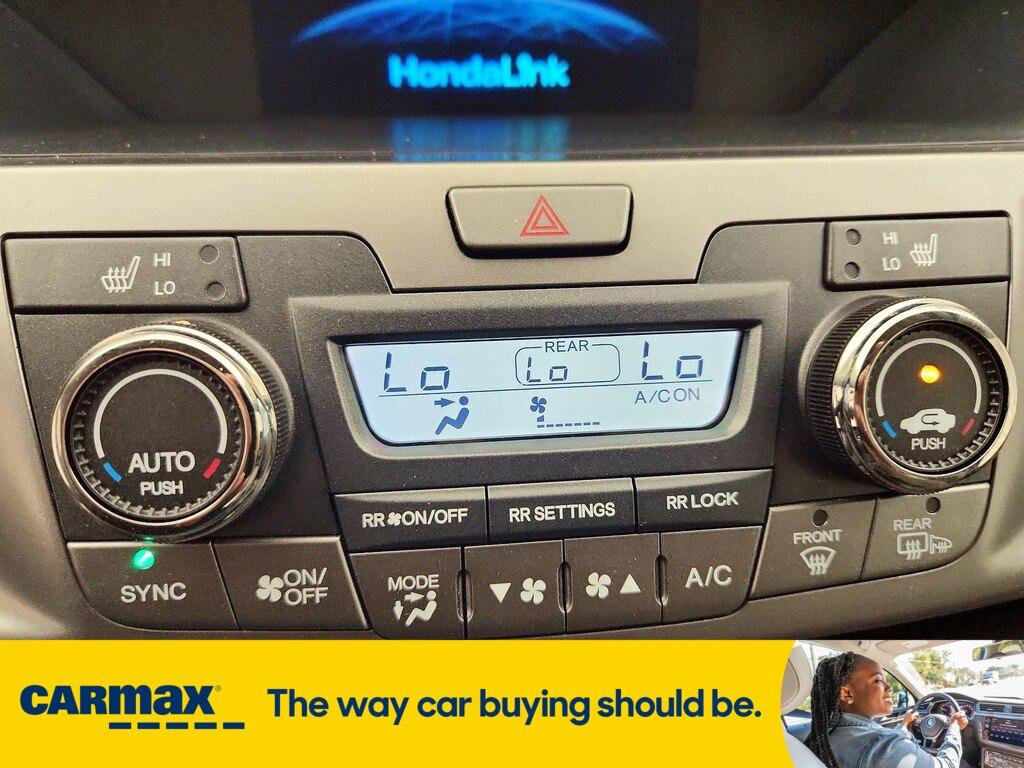 HondaLink
HI
LO
HI
LO
Lo
REAR
Lo
Lo
A/C ON
AUTO
PUSH
PUSH
RR ON/OFF
RR SETTINGS
RR LOCK
SYNC
ON/
OFF
MODE
A/C
FRONT
REAR
CARMAX®
The way car buying should be.